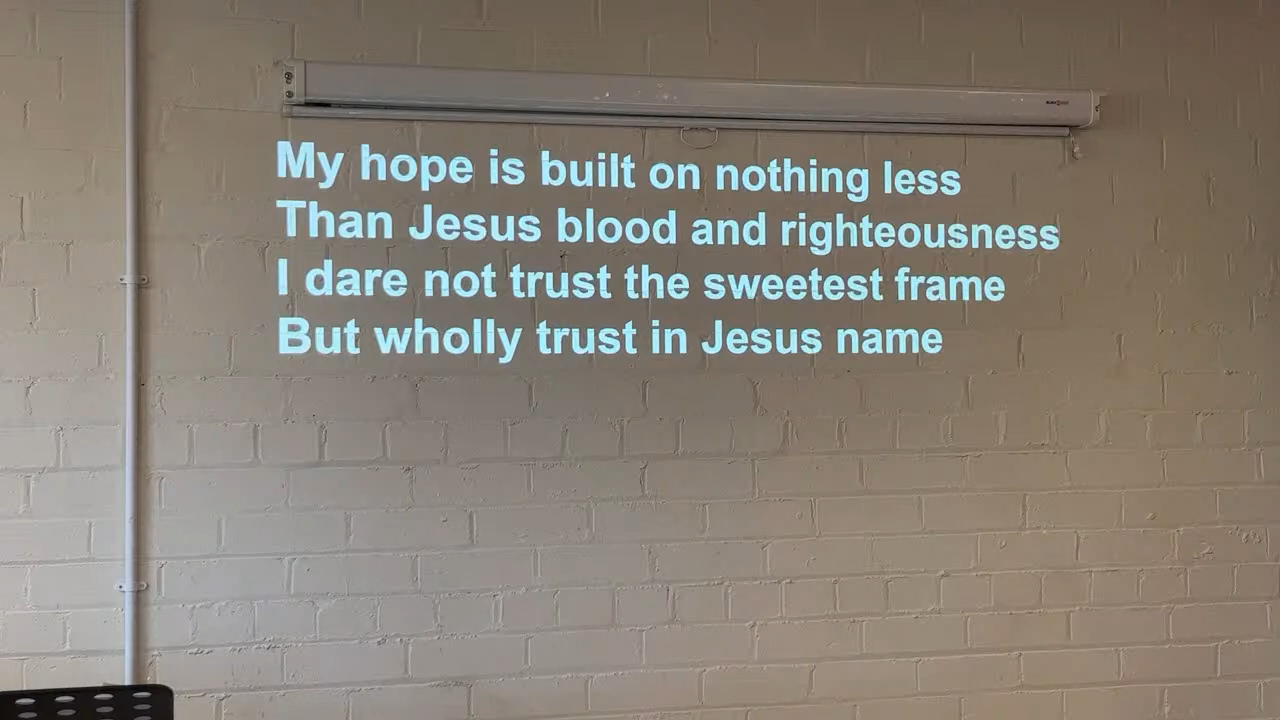 My hope is built on nothing less
Than Jesus blood and righteousness
I dare not trust the sweetest frame
But wholly trust in Jesus name